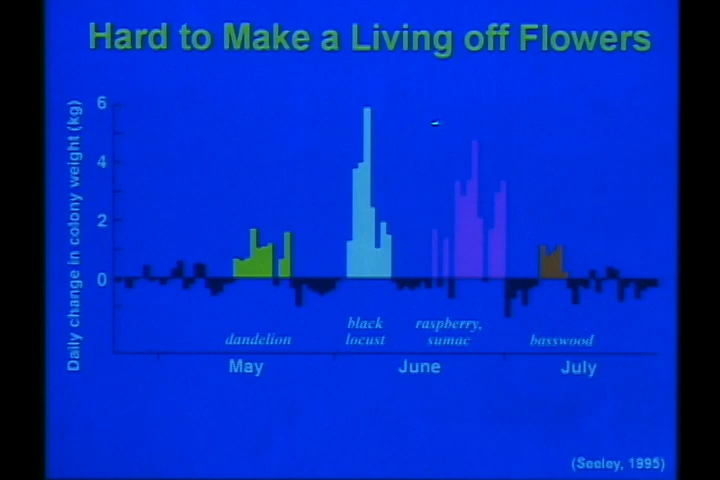 Hard to Make a Living off Flowers
Daily change in colony weight (kg)
6
4
2
0
dandelion
black
locust
raspberry,
sumac
basswood
May
June
July
(Seeley, 1995)